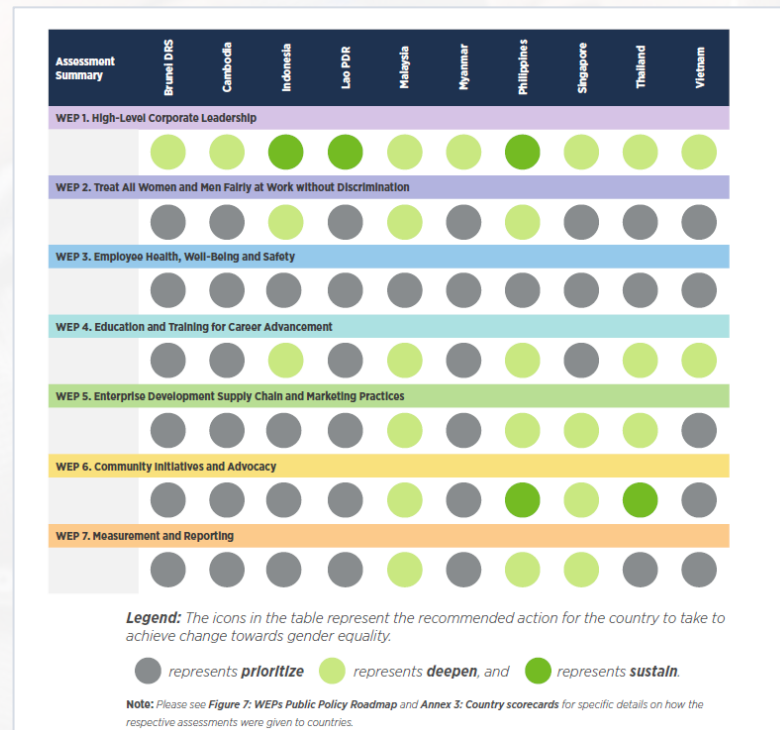 Assessment
Summary
Brunei DRS
Cambodia
Indonesia
Lao PDR
Malaysia
Myanmar
Philippines
Singapore
Thailand
Vietnam
WEP 1. High-Level Corporate Leadership
WEP 2. Treat All Women and Men Fairly at Work without Discrimination
WEP 3. Employee Health, Well-Being and Safety
WEP 4. Education and Training for Career Advancement
WEP 5. Enterprise Development Supply Chain and Marketing Practices
WEP 6. Community Initiatives and Advocacy
WEP 7. Measurement and Reporting
Legend: The icons in the table represent the recommended action for the country to take to
achieve change towards gender equality.
represents prioritize represents deepen, and represents sustain.
Note: Please see Figure 7: WEPs Public Policy Roadmap and Annex 3: Country scorecards for specific details on how the
respective assessments were given to countries.